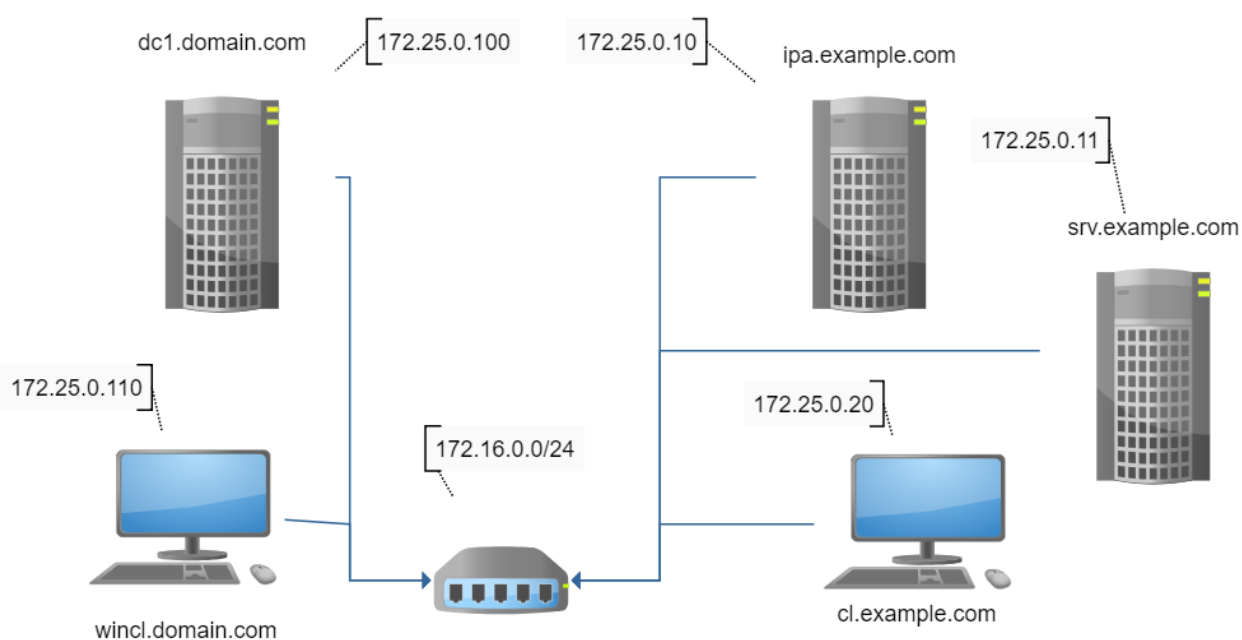 dc1.domain.com
172.25.0.100
172.25.0.10
ipa.example.com
172.25.0.11
srv.example.com
172.25.0.110
172.25.0.20
172.16.0.0/24
wincl.domain.com
cl.example.com